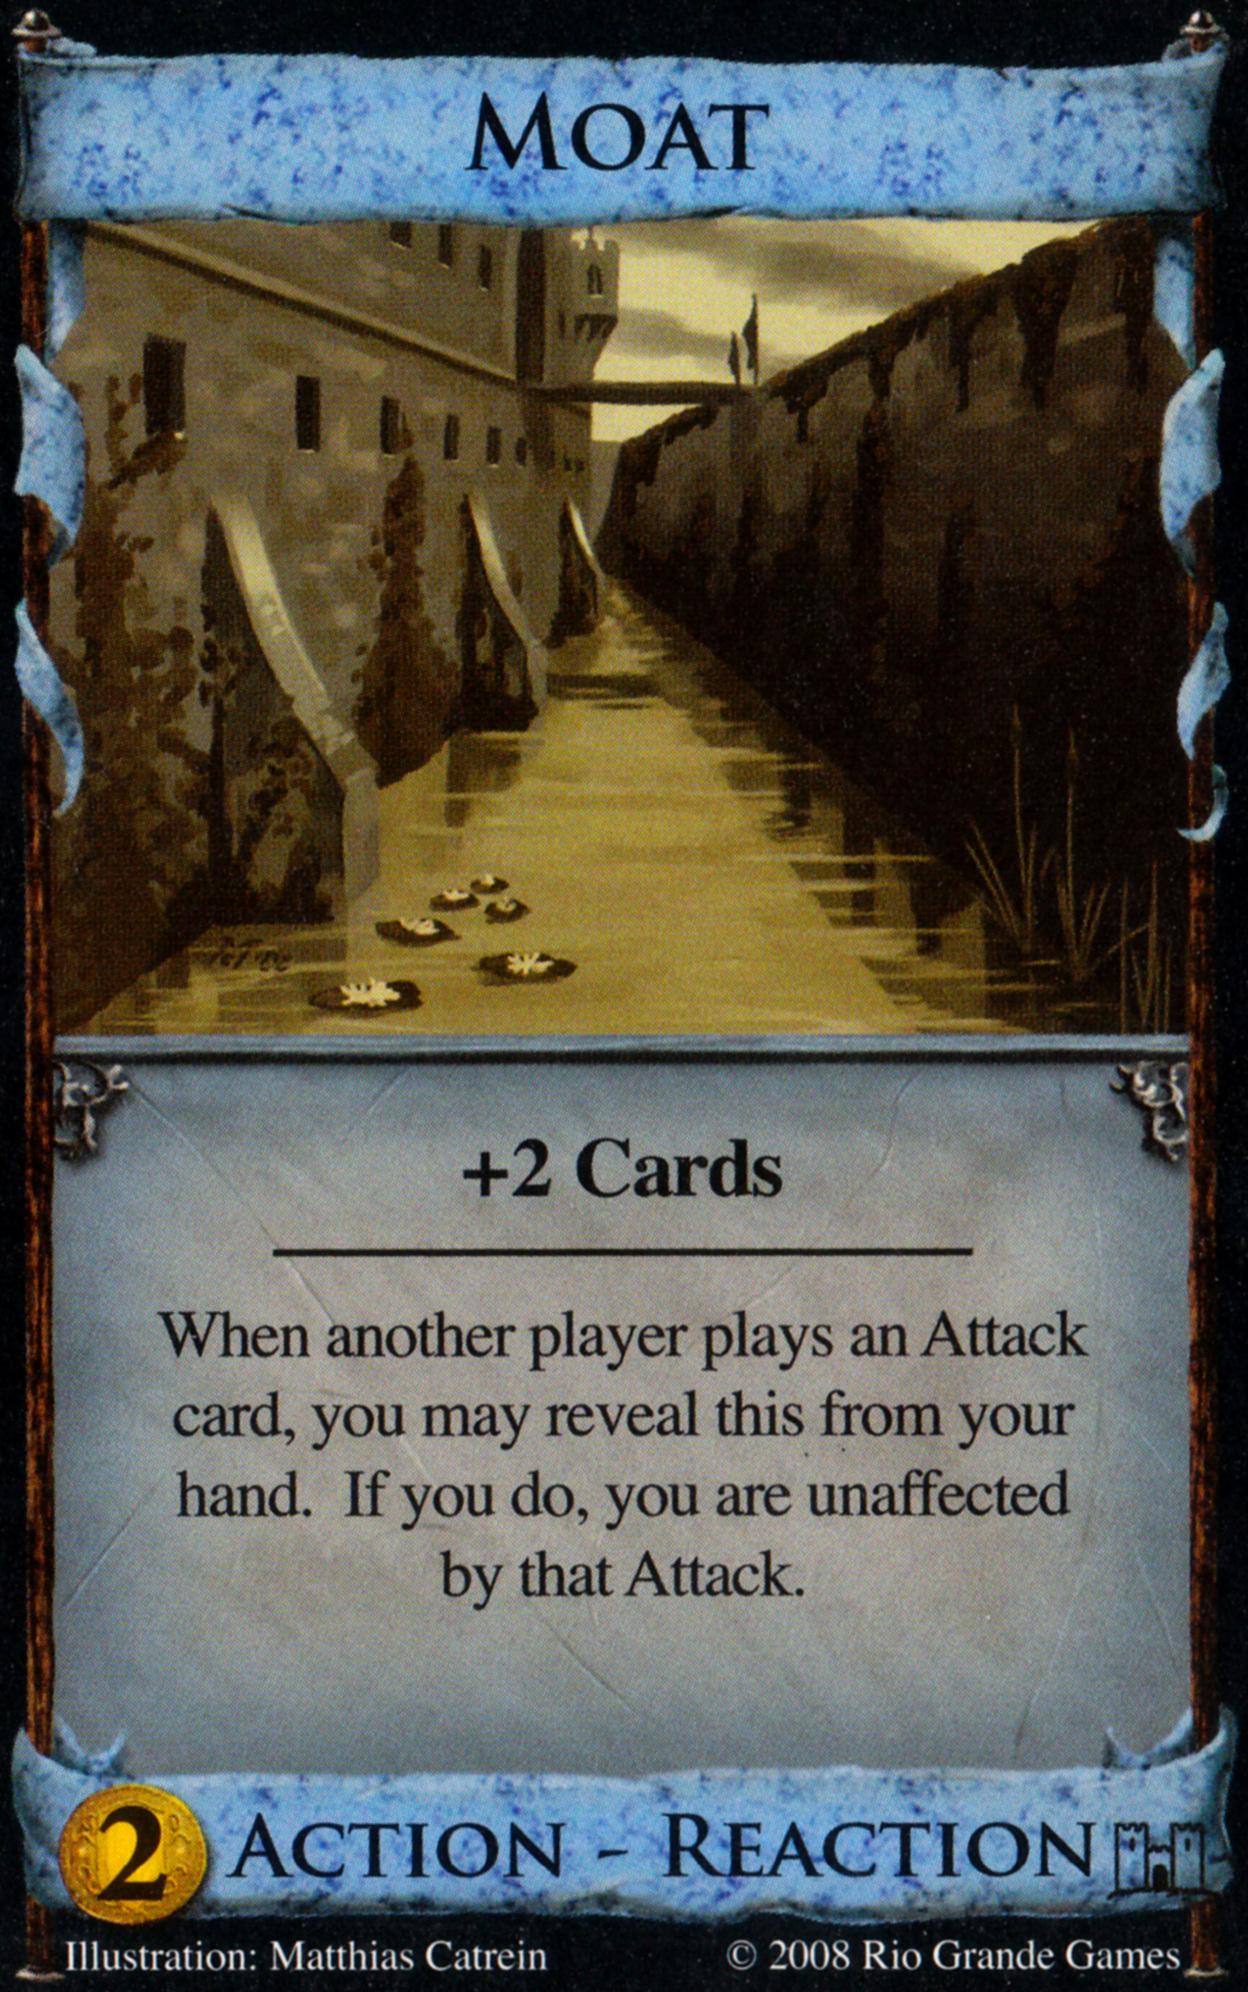 MOAT
+2 Cards
When another player plays an Attack
card, you may reveal this from your
hand.  If you do, you are unaffected
by that Attack.
2 ACTION - REACTION
Illustration: Matthias Catrein © 2008 Rio Grande Games